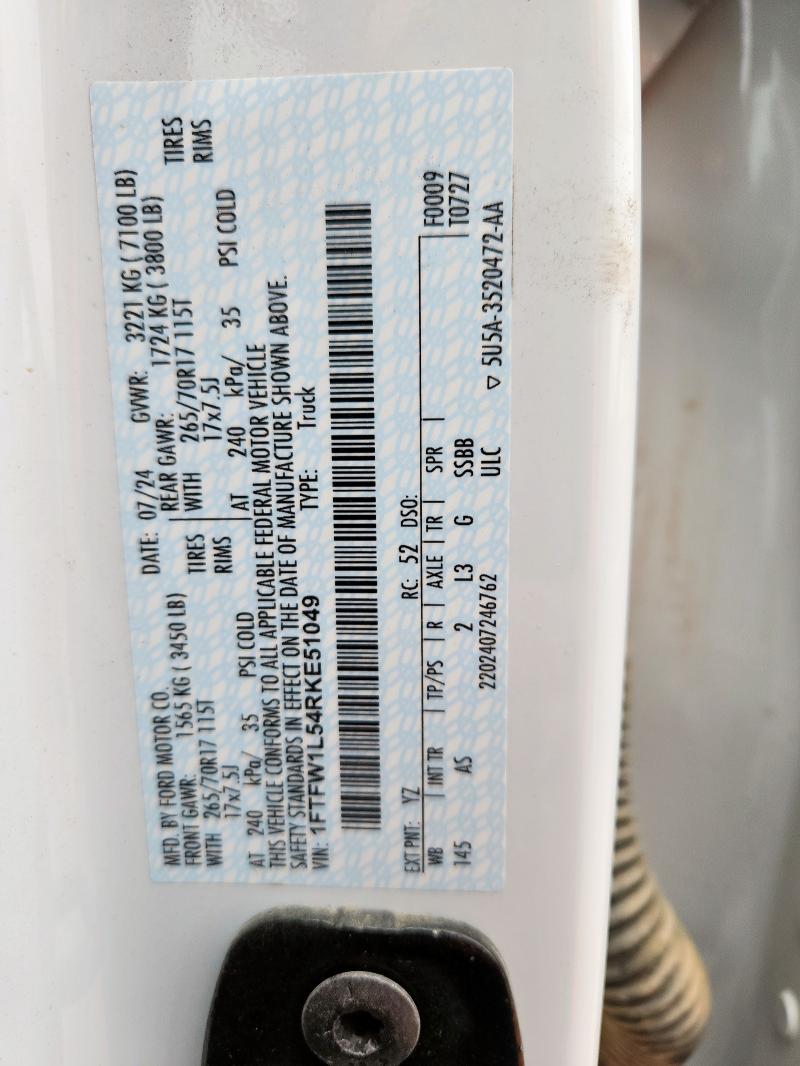 MFD. BY FORD MOTOR CO.
DATE: 07/24 GVWR: 3221 KG ( 7100 LB)
FRONT GAWR: 1565 KG ( 3450 LB) REAR GAWR: 1724 KG ( 3800 LB)
WITH 265/70R17 115T TIRES WITH 265/70R17 115T TIRES
17x7.5J RIMS 17x7.5J RIMS
AT 240 kPa/ 35 PSI COLD AT 240 kPa/ 35 PSI COLD
THIS VEHICLE CONFORMS TO ALL APPLICABLE FEDERAL MOTOR VEHICLE
SAFETY STANDARDS IN EFFECT ON THE DATE OF MANUFACTURE SHOWN ABOVE.
VIN: 1FTFW1L54RKE51049 TYPE: Truck
EXT PNT: YZ RC: 52 DSO: F0009
WB INT TR TP/PS R AXLE TR SPR T0727
145 AS 2 L3 G SSBB
2202407246762 ULC ▽ 5U5A-3520472-AA